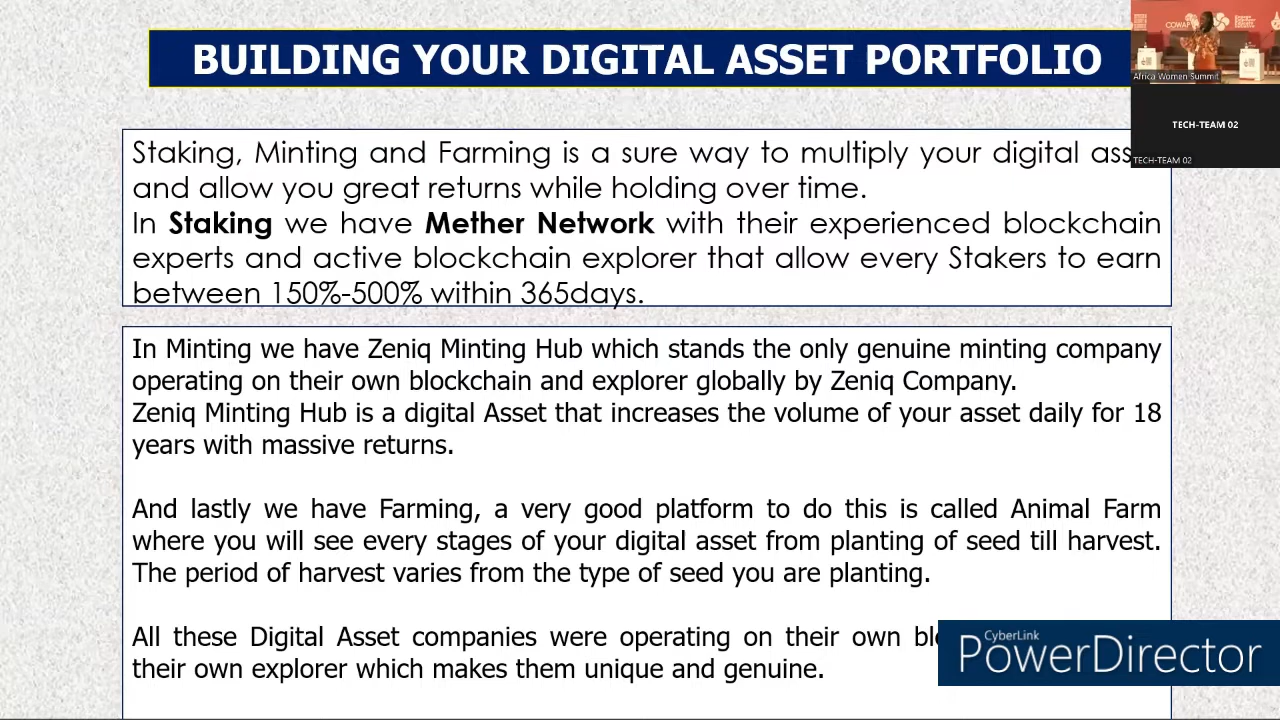 BUILDING YOUR DIGITAL ASSET PORTFOLIO
COWAP
Africa Women Summit
TECH-TEAM 02
TECH-TEAM 02
Staking, Minting and Farming is a sure way to multiply your digital
and allow you great returns while holding over time.
In Staking we have Mether Network with their experienced blockchain
experts and active blockchain explorer that allow every Stakers to earn
between 150%-500% within 365days.
In Minting we have Zeniq Minting Hub which stands the only genuine minting company
operating on their own blockchain and explorer globally by Zeniq Company.
Zeniq Minting Hub is a digital Asset that increases the volume of your asset daily for 18
years with massive returns.
And lastly we have Farming, a very good platform to do this is called Animal Farm
where you will see every stages of your digital asset from planting of seed till harvest.
The period of harvest varies from the type of seed you are planting.
All these Digital Asset companies were operating on their own
their own explorer which makes them unique and genuine.
CyberLink
PowerDirector